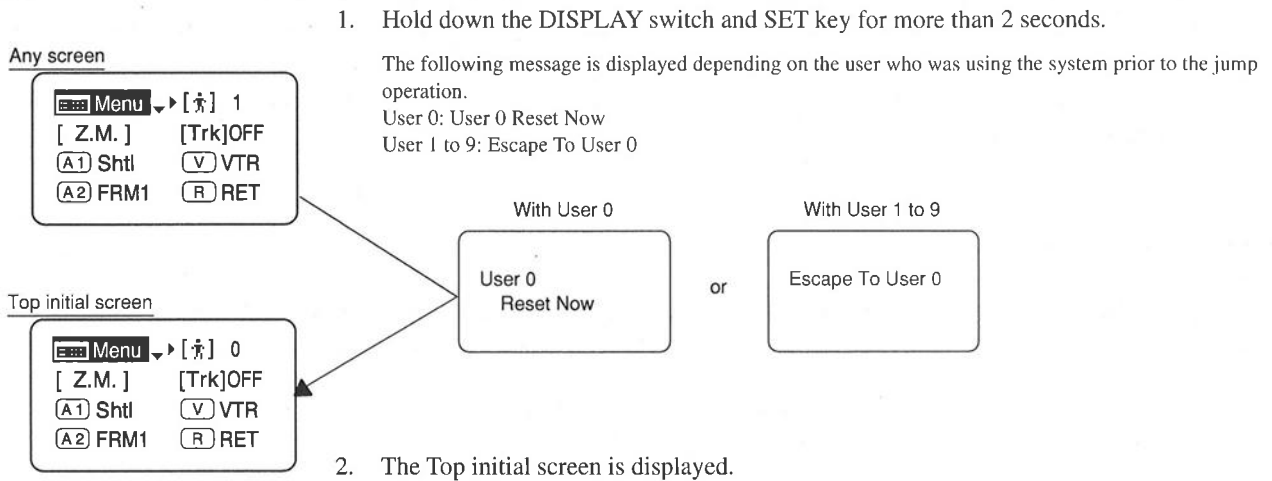 1. Hold down the DISPLAY switch and SET key for more than 2 seconds.
Any screen
The following message is displayed depending on the user who was using the system prior to the jump
operation.
User 0: User 0 Reset Now
User 1 to 9: Escape To User 0
Menu [ ] 1
[ Z.M. ] [Trk]OFF
A1 Shtl V VTR
A2 FRM1 R RET
With User 0
With User 1 to 9
User 0
Reset Now
or
Escape To User 0
Top initial screen
Menu [ ] 0
[ Z.M. ] [Trk]OFF
A1 Shtl V VTR
A2 FRM1 R RET
2. The Top initial screen is displayed.